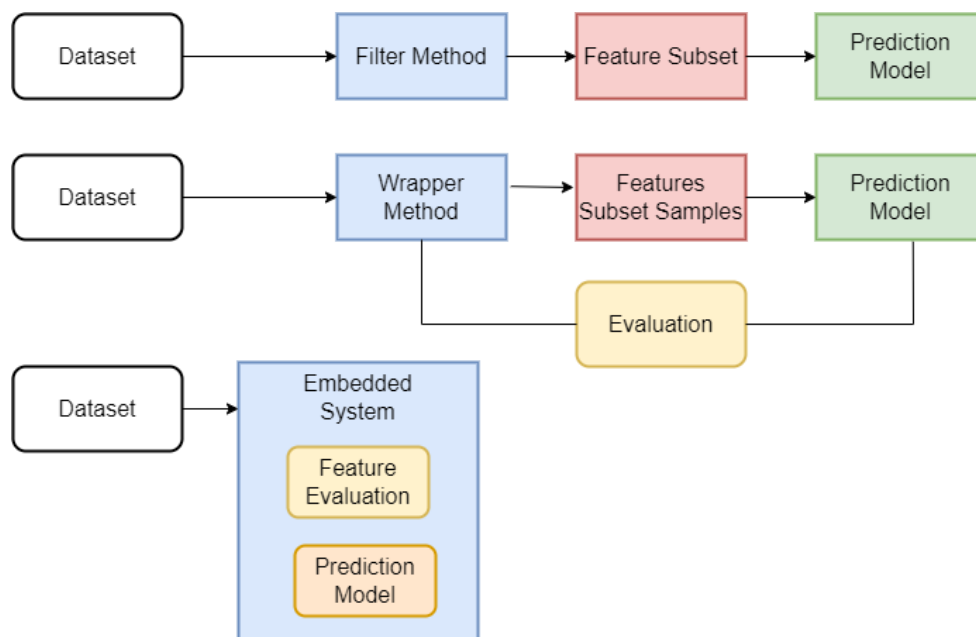 Dataset
Filter Method
Feature Subset
Prediction
Model
Dataset
Wrapper
Method
Features
Subset Samples
Prediction
Model
Evaluation
Dataset
Embedded
System
Feature
Evaluation
Prediction
Model